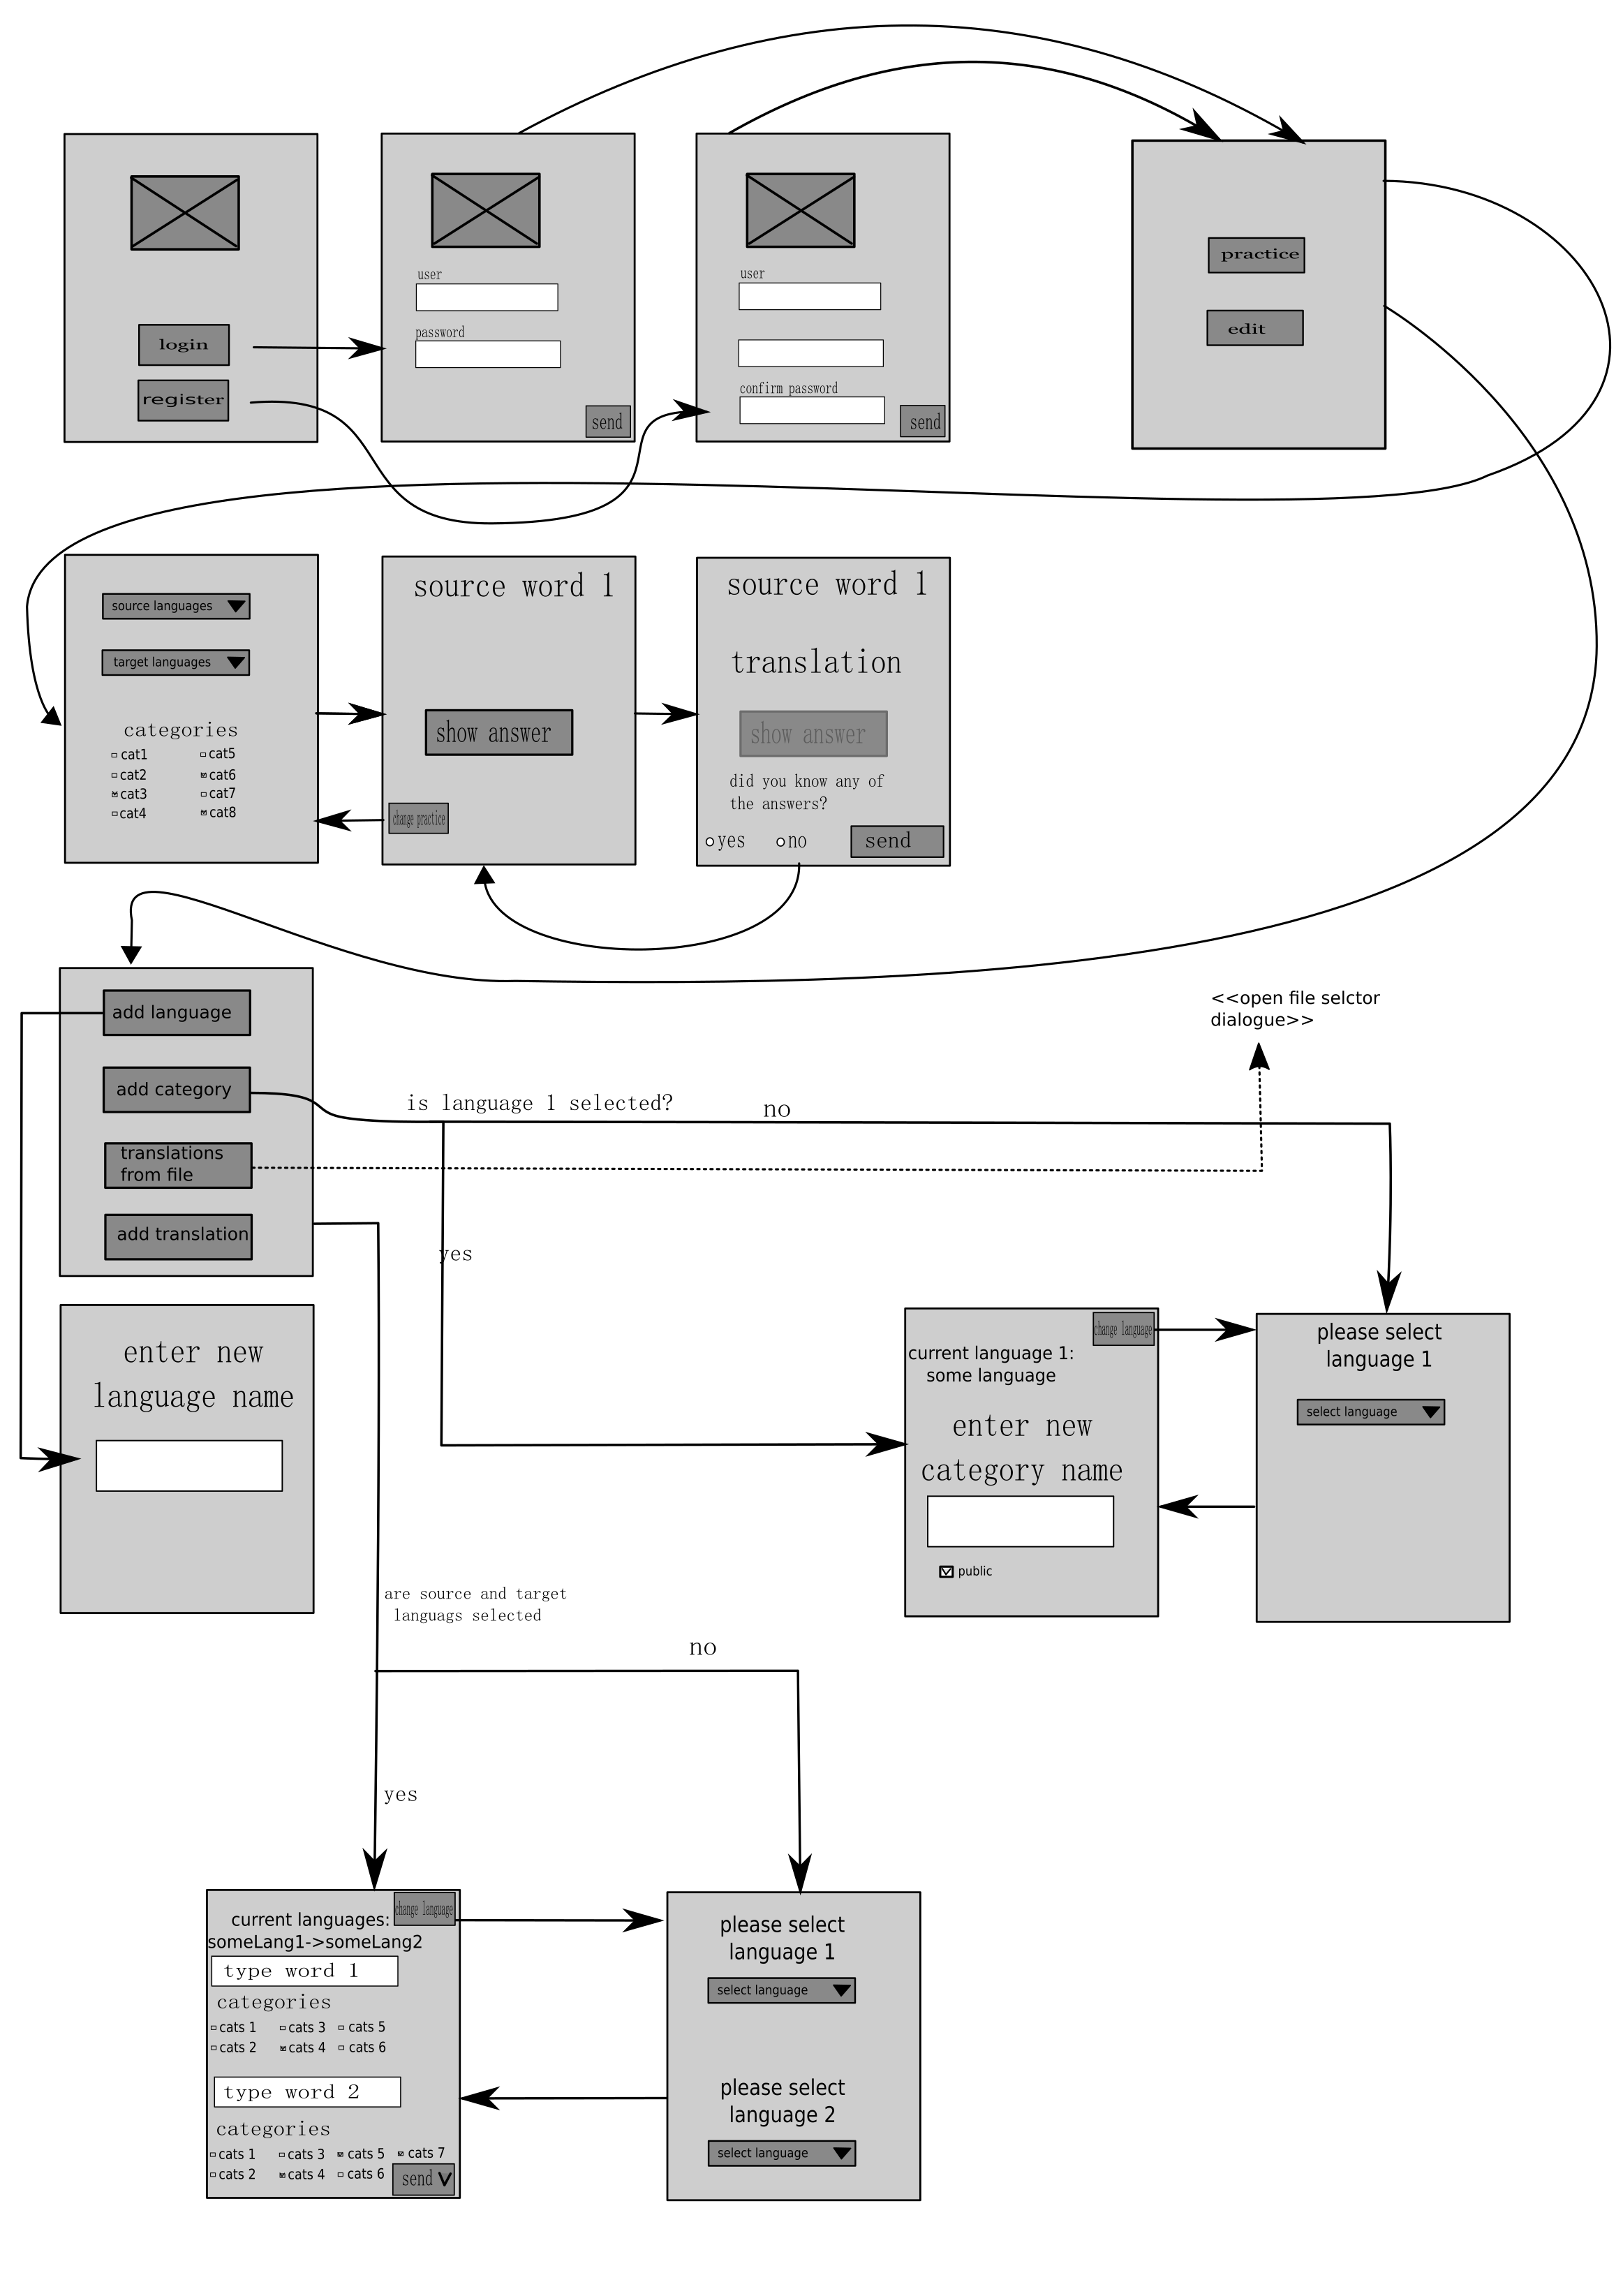 login
register
user
password
send
user
confirm password
send
practice
edit
source languages
target languages
categories
cat1
cat2
cat3
cat4
cat5
cat6
cat7
cat8
source word 1
show answer
change practice
source word 1
translation
show answer
did you know any of
the answers?
yes
no
send
add language
add category
translations
from file
add translation
is language 1 selected?
no
yes
<<open file selctor
dialogue>>
enter new
language name
change language
current language 1:
some language
enter new
category name
public
please select
language 1
select language
are source and target
languags selected
no
yes
change language
current languages:
someLang1->someLang2
type word 1
categories
cats 1
cats 3
cats 5
cats 2
cats 4
cats 6
type word 2
categories
cats 1
cats 3
cats 5
cats 7
cats 2
cats 4
cats 6
send
please select
language 1
select language
please select
language 2
select language